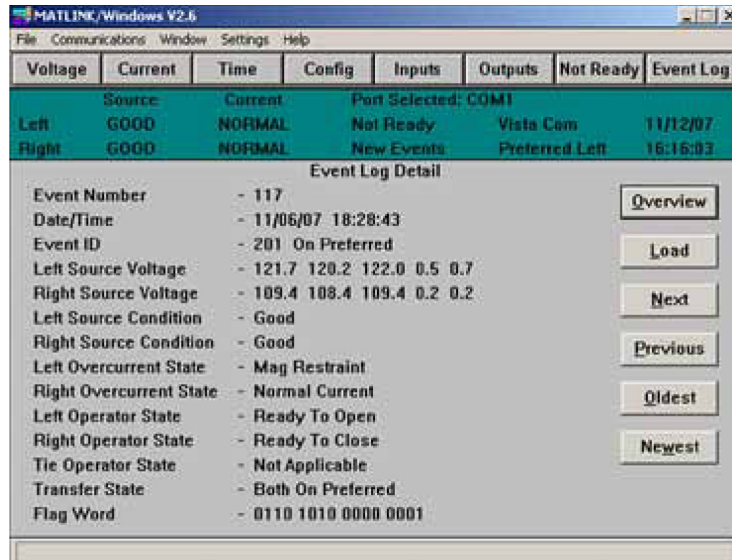 MATLINK/Windows V2.6
File Communications Window Settings Help
Voltage Current Time Config Inputs Outputs Not Ready Event Log
Source Current Port Selected: COM1
Left GOOD NORMAL Not Ready Vista Com 11/12/07
Right GOOD NORMAL New Events Preferred Left 16:16:03
Event Log Detail
Event Number - 117
Date/Time - 11/06/07 18:28:43
Event ID - 201 On Preferred
Left Source Voltage - 121.7 120.2 122.0 0.5 0.7
Right Source Voltage - 109.4 108.4 109.4 0.2 0.2
Left Source Condition - Good
Right Source Condition - Good
Left Overcurrent State - Mag Restraint
Right Overcurrent State - Normal Current
Left Operator State - Ready To Open
Right Operator State - Ready To Close
Tie Operator State - Not Applicable
Transfer State - Both On Preferred
Flag Word - 0110 1010 0000 0001
Overview
Load
Next
Previous
Oldest
Newest